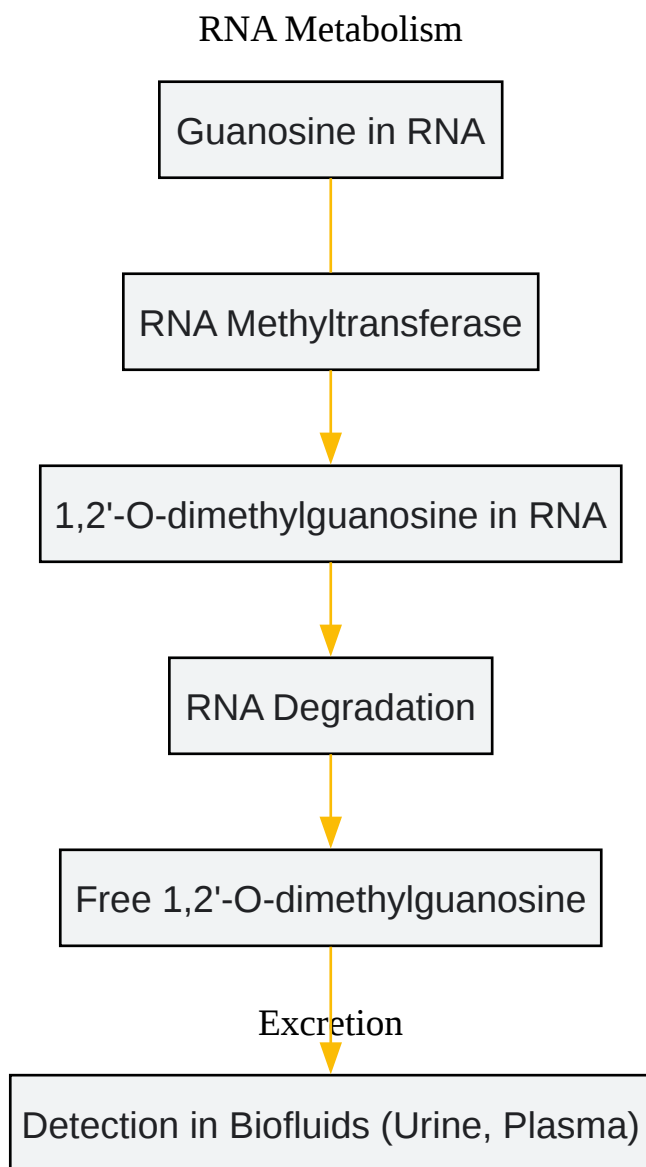 RNA Metabolism
Guanosine in RNA
RNA Methyltransferase
1,2'-O-dimethylguanosine in RNA
RNA Degradation
Free 1,2'-O-dimethylguanosine
Excretion
Detection in Biofluids (Urine, Plasma)